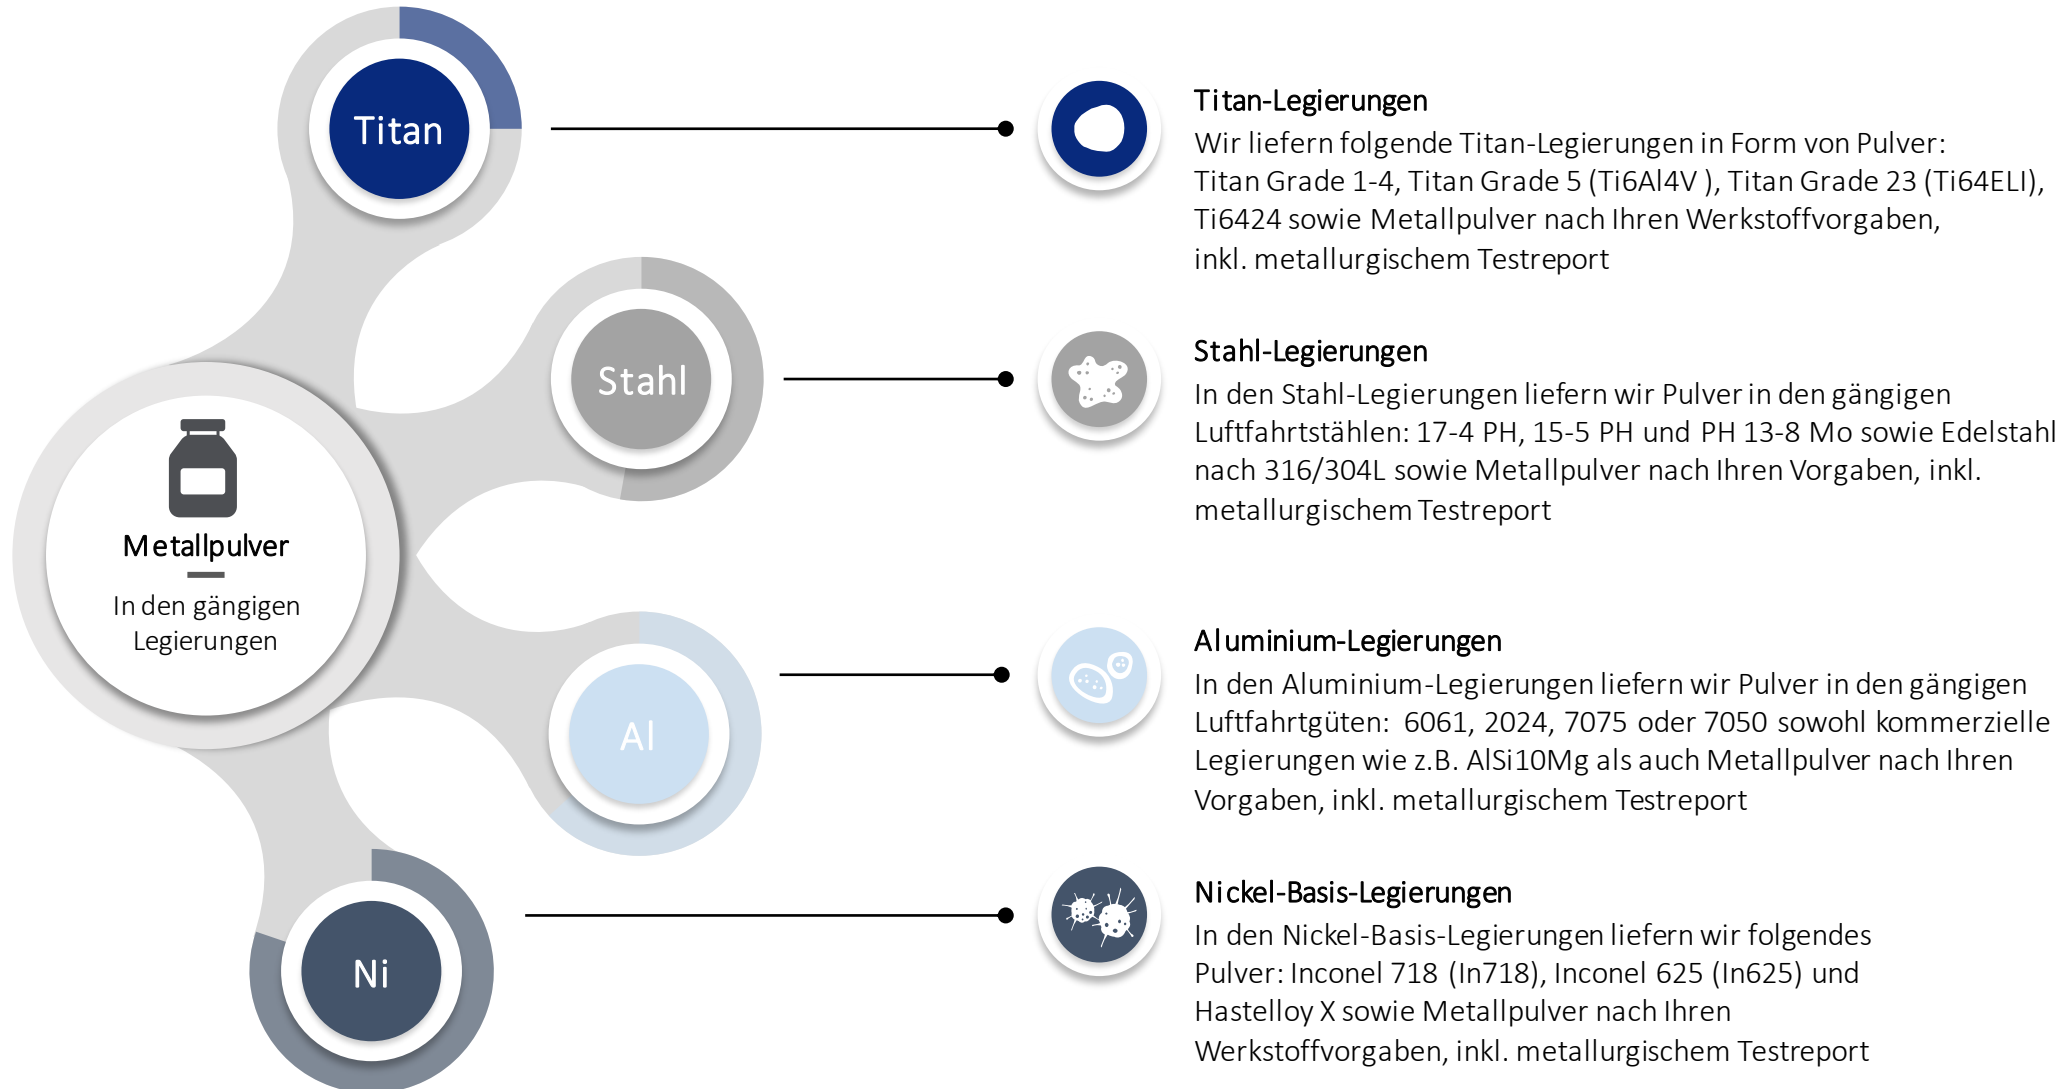 Titan
Titan-Legierungen
Wir liefern folgende Titan-Legierungen in Form von Pulver:
Titan Grade 1-4, Titan Grade 5 (Ti6Al4V ), Titan Grade 23 (Ti64ELI),
Ti6424 sowie Metallpulver nach Ihren Werkstoffvorgaben,
inkl. metallurgischem Testreport
Stahl
Stahl-Legierungen
In den Stahl-Legierungen liefern wir Pulver in den gängigen
Luftfahrtstählen: 17-4 PH, 15-5 PH und PH 13-8 Mo sowie Edelstahl
nach 316/304L sowie Metallpulver nach Ihren Vorgaben, inkl.
metallurgischem Testreport
Metallpulver
In den gängigen
Legierungen
Al
Aluminium-Legierungen
In den Aluminium-Legierungen liefern wir Pulver in den gängigen
Luftfahrtgüten: 6061, 2024, 7075 oder 7050 sowohl kommerzielle
Legierungen wie z.B. AlSi10Mg als auch Metallpulver nach Ihren
Vorgaben, inkl. metallurgischem Testreport
Ni
Nickel-Basis-Legierungen
In den Nickel-Basis-Legierungen liefern wir folgendes
Pulver: Inconel 718 (In718), Inconel 625 (In625) und
Hastelloy X sowie Metallpulver nach Ihren
Werkstoffvorgaben, inkl. metallurgischem Testreport